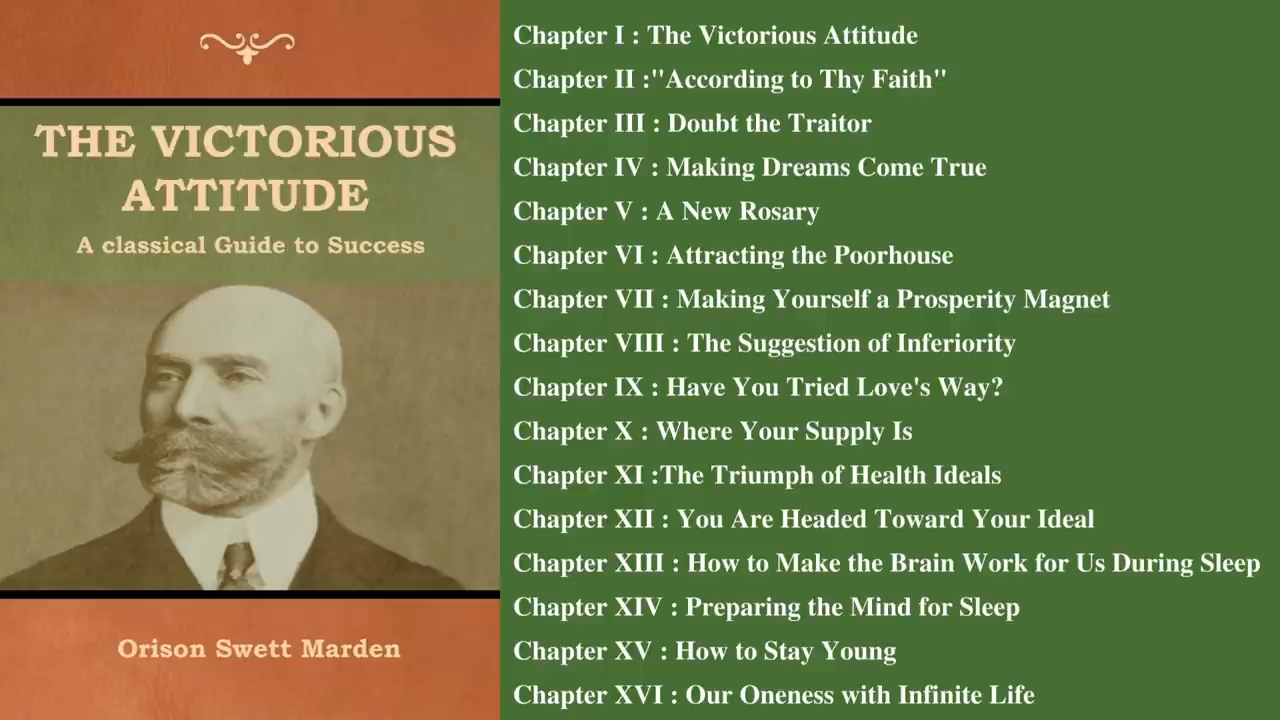 THE VICTORIOUS
ATTITUDE
A classical Guide to Success
Orison Swett Marden
Chapter I : The Victorious Attitude
Chapter II :"According to Thy Faith"
Chapter III : Doubt the Traitor
Chapter IV : Making Dreams Come True
Chapter V : A New Rosary
Chapter VI : Attracting the Poorhouse
Chapter VII : Making Yourself a Prosperity Magnet
Chapter VIII : The Suggestion of Inferiority
Chapter IX : Have You Tried Love's Way?
Chapter X : Where Your Supply Is
Chapter XI :The Triumph of Health Ideals
Chapter XII : You Are Headed Toward Your Ideal
Chapter XIII : How to Make the Brain Work for Us During Sleep
Chapter XIV : Preparing the Mind for Sleep
Chapter XV : How to Stay Young
Chapter XVI : Our Oneness with Infinite Life